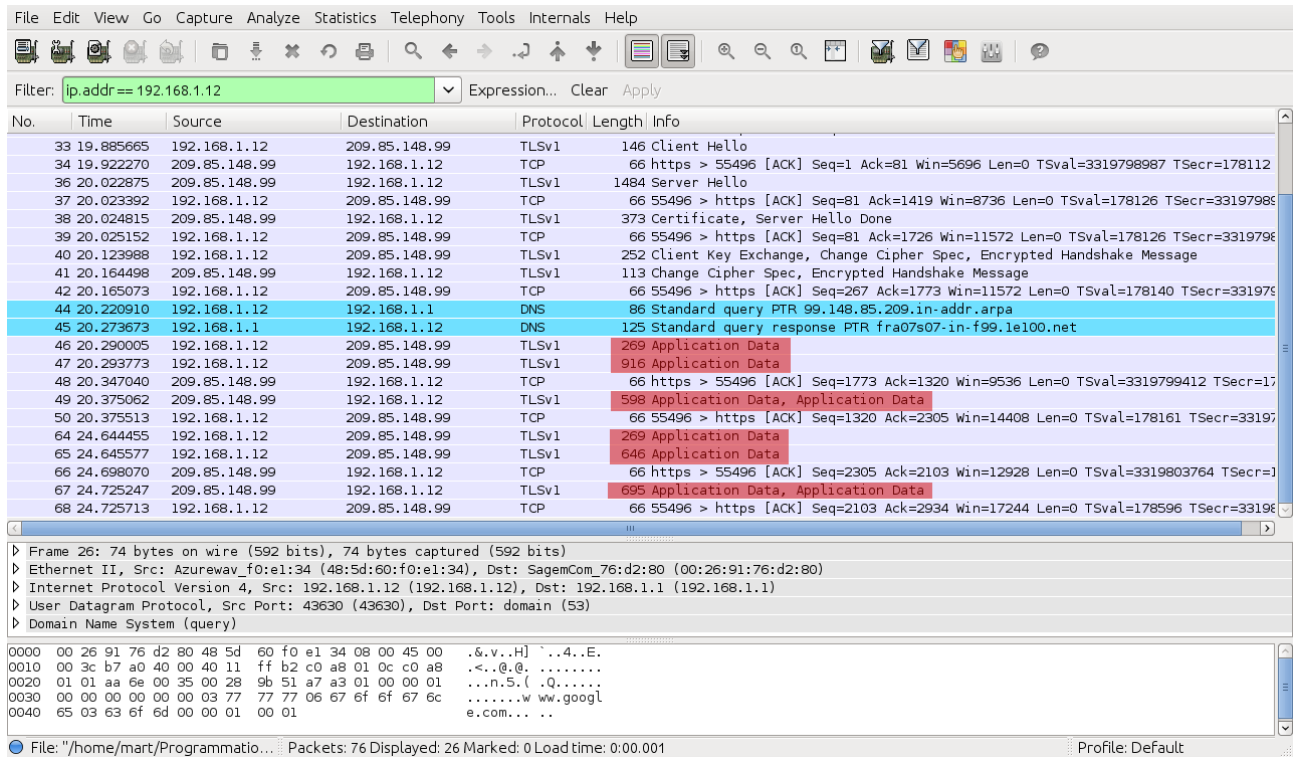 File Edit View Go Capture Analyze Statistics Telephony Tools Internals Help
Filter: ip.addr == 192.168.1.12 Expression... Clear Apply
No. Time Source Destination Protocol Length Info
33 19.885665 192.168.1.12 209.85.148.99 TLSv1 146 Client Hello
34 19.922270 209.85.148.99 192.168.1.12 TCP 66 https > 55496 [ACK] Seq=1 Ack=81 Win=5696 Len=0 TSval=3319798987 TSecr=178112
36 20.022875 209.85.148.99 192.168.1.12 TLSv1 1484 Server Hello
37 20.023392 192.168.1.12 209.85.148.99 TCP 66 55496 > https [ACK] Seq=81 Ack=1419 Win=8736 Len=0 TSval=178126 TSecr=33197989
38 20.024815 209.85.148.99 192.168.1.12 TLSv1 373 Certificate, Server Hello Done
39 20.025152 192.168.1.12 209.85.148.99 TCP 66 55496 > https [ACK] Seq=81 Ack=1726 Win=11572 Len=0 TSval=178126 TSecr=3319798
40 20.123988 192.168.1.12 209.85.148.99 TLSv1 252 Client Key Exchange, Change Cipher Spec, Encrypted Handshake Message
41 20.164498 209.85.148.99 192.168.1.12 TLSv1 113 Change Cipher Spec, Encrypted Handshake Message
42 20.165073 192.168.1.12 209.85.148.99 TCP 66 55496 > https [ACK] Seq=267 Ack=1773 Win=11572 Len=0 TSval=178140 TSecr=331979
44 20.220910 192.168.1.12 192.168.1.1 DNS 86 Standard query PTR 99.148.85.209.in-addr.arpa
45 20.273673 192.168.1.1 192.168.1.12 DNS 125 Standard query response PTR fra07s07-in-f99.1e100.net
46 20.290005 192.168.1.12 209.85.148.99 TLSv1 269 Application Data
47 20.293773 192.168.1.12 209.85.148.99 TLSv1 916 Application Data
48 20.347040 209.85.148.99 192.168.1.12 TCP 66 https > 55496 [ACK] Seq=1773 Ack=1320 Win=9536 Len=0 TSval=3319799412 TSecr=17
49 20.375062 209.85.148.99 192.168.1.12 TLSv1 598 Application Data, Application Data
50 20.375513 192.168.1.12 209.85.148.99 TCP 66 55496 > https [ACK] Seq=1320 Ack=2305 Win=14408 Len=0 TSval=178161 TSecr=33197
64 24.644455 192.168.1.12 209.85.148.99 TLSv1 269 Application Data
65 24.645577 192.168.1.12 209.85.148.99 TLSv1 646 Application Data
66 24.698070 209.85.148.99 192.168.1.12 TCP 66 https > 55496 [ACK] Seq=2305 Ack=2103 Win=12928 Len=0 TSval=3319803764 TSecr=1
67 24.725247 209.85.148.99 192.168.1.12 TLSv1 695 Application Data, Application Data
68 24.725713 192.168.1.12 209.85.148.99 TCP 66 55496 > https [ACK] Seq=2103 Ack=2934 Win=17244 Len=0 TSval=178596 TSecr=33198
Frame 26: 74 bytes on wire (592 bits), 74 bytes captured (592 bits)
Ethernet II, Src: Azurewav_f0:e1:34 (48:5d:60:f0:e1:34), Dst: SagemCom_76:d2:80 (00:26:91:76:d2:80)
Internet Protocol Version 4, Src: 192.168.1.12 (192.168.1.12), Dst: 192.168.1.1 (192.168.1.1)
User Datagram Protocol, Src Port: 43630 (43630), Dst Port: domain (53)
Domain Name System (query)
0000 00 26 91 76 d2 80 48 5d 60 f0 e1 34 08 00 45 00 .&.v..H] `..4..E.
0010 00 3c b7 a0 40 00 40 11 ff b2 c0 a8 01 0c c0 a8 .<..@.@. ........
0020 01 01 aa 6e 00 35 00 28 9b 51 a7 a3 01 00 00 01 ...n.5.( .Q......
0030 00 00 00 00 00 00 03 77 77 77 06 67 6f 6f 67 6c .......w ww.googl
0040 65 03 63 6f 6d 00 00 01 00 01 e.com... ..
File: "/home/mart/Programmatio... Packets: 76 Displayed: 26 Marked: 0 Load time: 0:00.001 Profile: Default